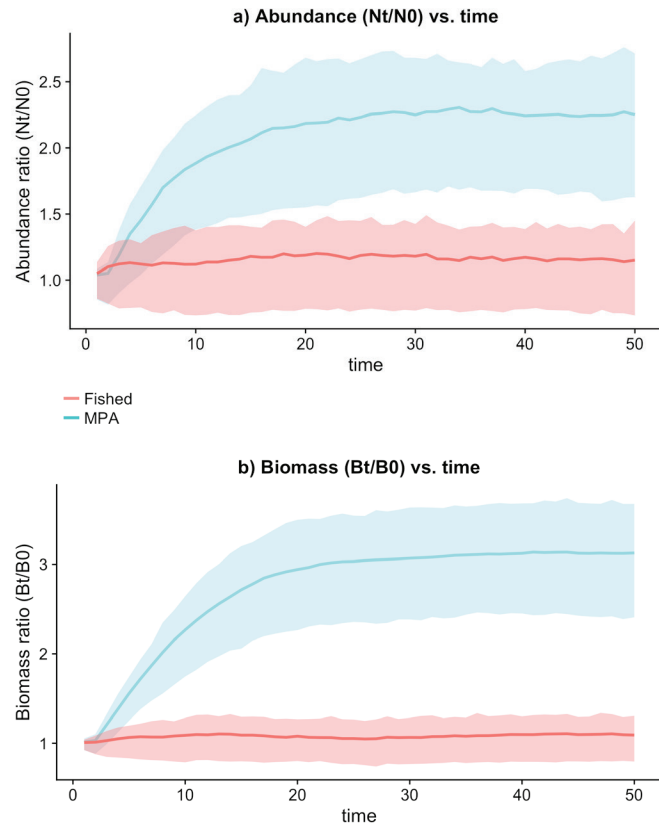 a) Abundance (Nt/N0) vs. time
Abundance ratio (Nt/N0)
2.5
2.0
1.5
1.0
0
10
20
30
40
50
time
Fished
MPA
b) Biomass (Bt/B0) vs. time
Biomass ratio (Bt/B0)
3
2
1
0
10
20
30
40
50
time